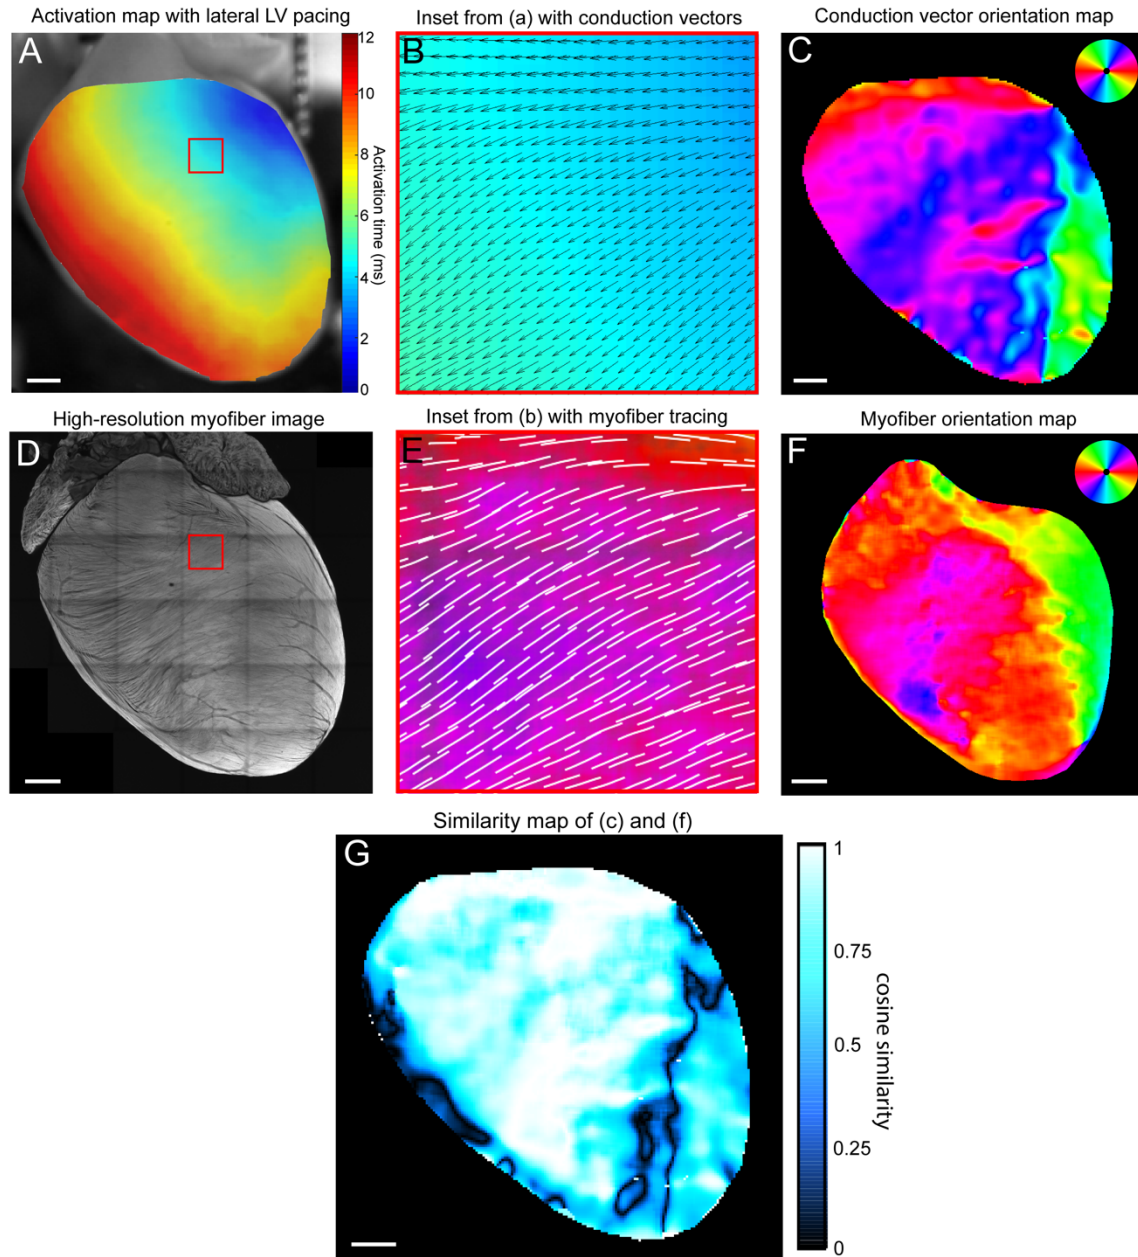 Activation map with lateral LV pacing
A
12
10
8
6
4
2
0
Activation time (ms)
Inset from (a) with conduction vectors
B
Conduction vector orientation map
C
High-resolution myofiber image
D
Inset from (b) with myofiber tracing
E
Myofiber orientation map
F
Similarity map of (c) and (f)
G
1
0.75
0.5
0.25
0
cosine similarity